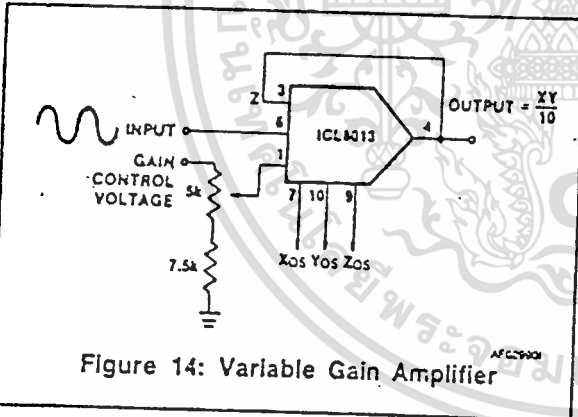 Z 3
INPUT 6
ICL8013
4 OUTPUT = XY/10
GAIN CONTROL VOLTAGE
1
5k
7 10 9
7.5k
XOS YOS ZOS
Figure 14: Variable Gain Amplifier